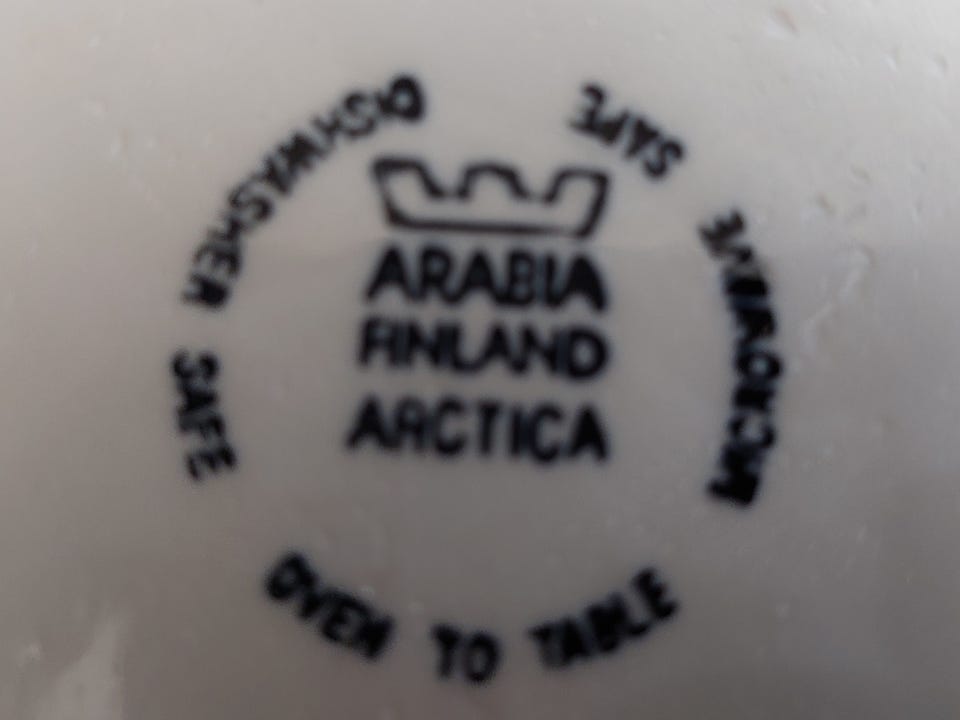 ARABIA
FINLAND
ARCTICA
DISHWASHER SAFE
OVEN TO TABLE
MICROWAVE SAFE